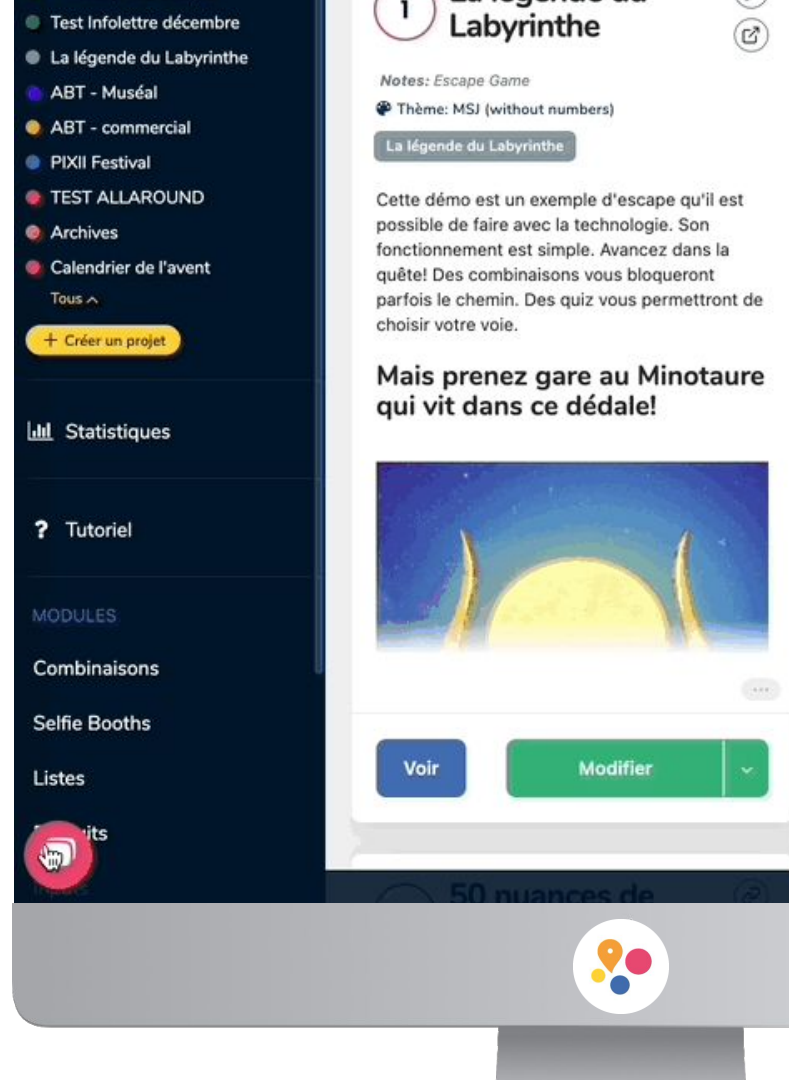 Test Infolettre décembre
La légende du Labyrinthe
ABT - Muséal
ABT - commercial
PIXII Festival
TEST ALLAROUND
Archives
Calendrier de l'avent
Tous
+ Créer un projet
Statistiques
? Tutoriel
MODULES
Combinaisons
Selfie Booths
Listes
1
Labyrinthe
Notes: Escape Game
Thème: MSJ (without numbers)
La légende du Labyrinthe
Cette démo est un exemple d'escape qu'il est
possible de faire avec la technologie. Son
fonctionnement est simple. Avancez dans la
quête! Des combinaisons vous bloqueront
parfois le chemin. Des quiz vous permettront de
choisir votre voie.
Mais prenez gare au Minotaure
qui vit dans ce dédale!
...
Voir
Modifier
50 nuances de